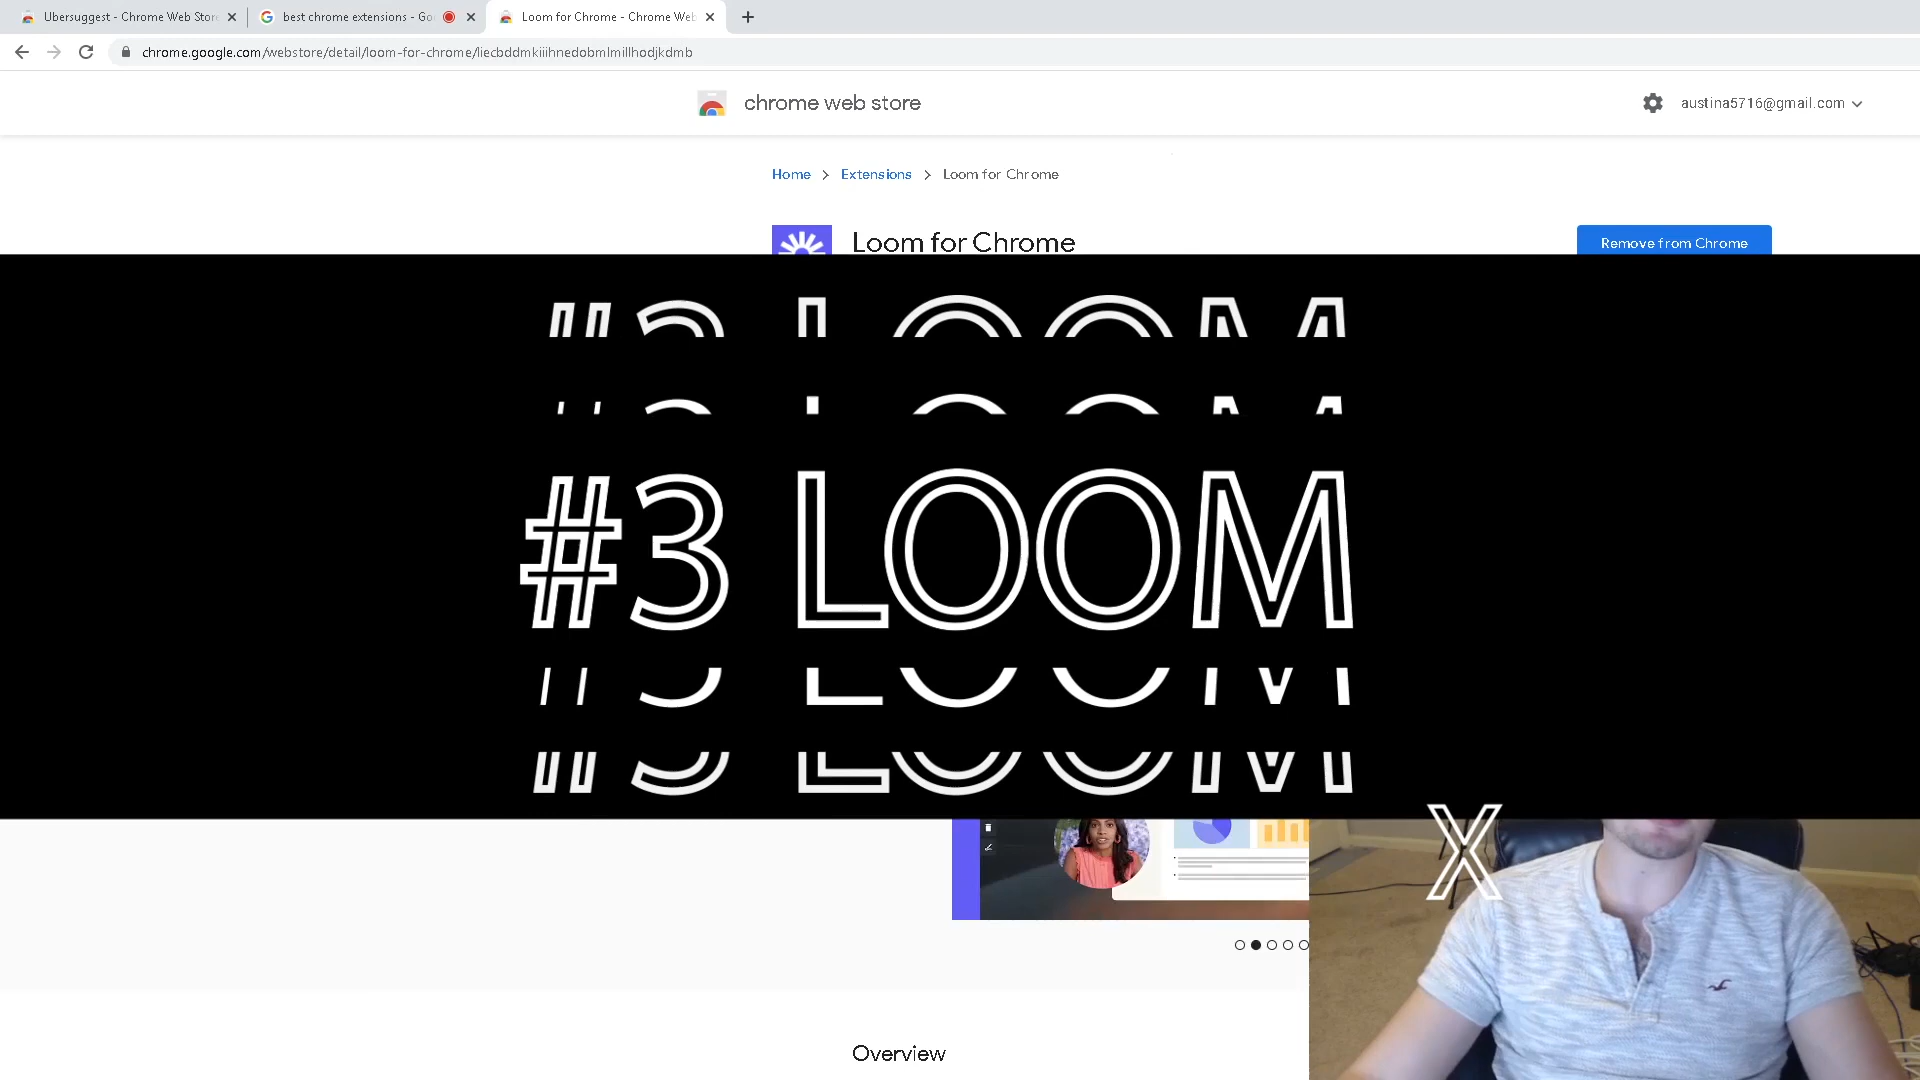 Ubersuggest - Chrome Web Stor
best chrome extensions - Go
Loom for Chrome - Chrome Web
chrome.google.com/webstore/detail/loom-for-chrome/liecbddmkiiihnedobmlmillhodjkdmb
chrome web store
austina5716@gmail.com
Home > Extensions > Loom for Chrome
Loom for Chrome
Remove from Chrome
#3 LOOM
X
Overview